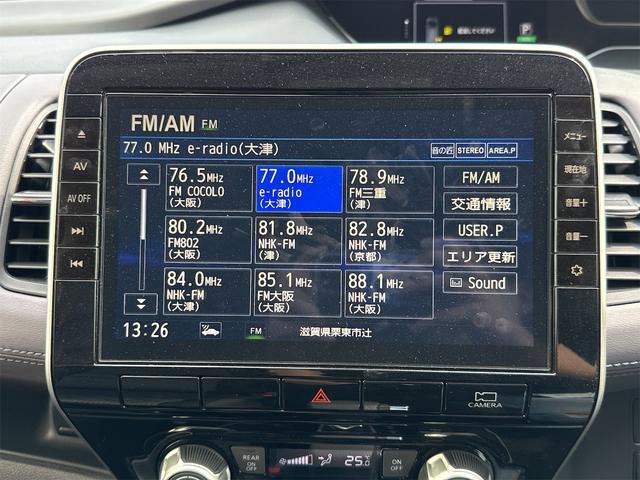 P
FM/AM FM
77.0 MHz e-radio(大津) 音の匠 STEREO AREA.P
76.5MHz FM COCOLO (大阪)
77.0MHz e-radio (大津)
78.9MHz FM三重 (津)
FM/AM
交通情報
80.2MHz FM802 (大阪)
81.8MHz NHK-FM (津)
82.8MHz NHK-FM (京都)
USER.P
エリア更新
84.0MHz NHK-FM (大津)
85.1MHz FM大阪 (大阪)
88.1MHz NHK-FM (大阪)
Sound
13:26 FM 滋賀県栗東市辻
AV
AV OFF
メニュー
現在地
音量+
音量-
CAMERA
REAR ON OFF
25.0℃
ON OFF